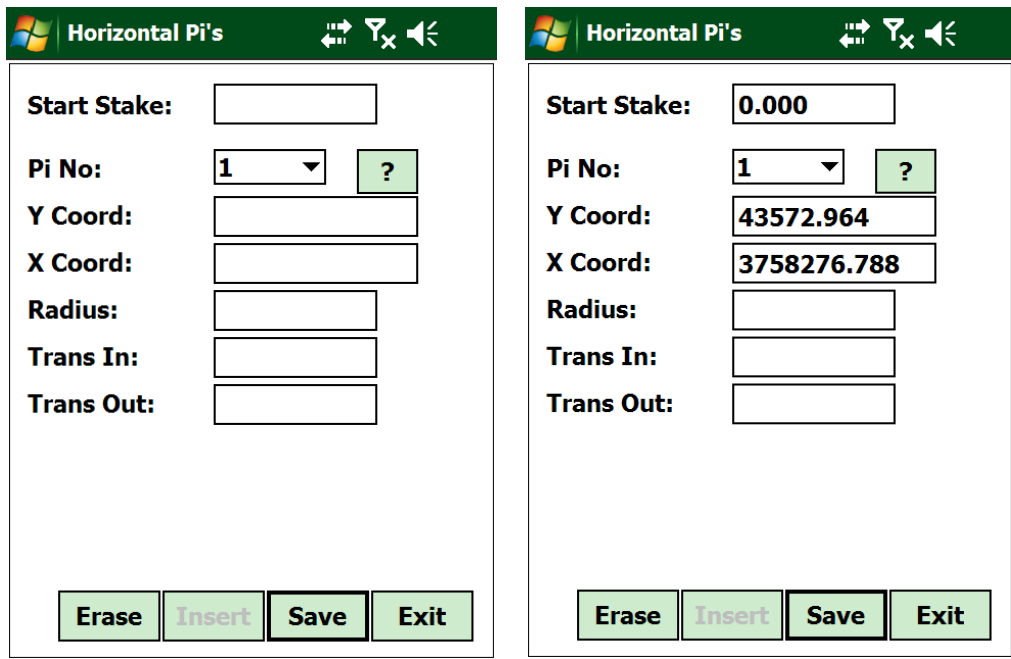 Horizontal Pi's
Start Stake:
Pi No: 1 ?
Y Coord:
X Coord:
Radius:
Trans In:
Trans Out:
Erase Insert Save Exit
Horizontal Pi's
Start Stake: 0.000
Pi No: 1 ?
Y Coord: 43572.964
X Coord: 3758276.788
Radius:
Trans In:
Trans Out:
Erase Insert Save Exit